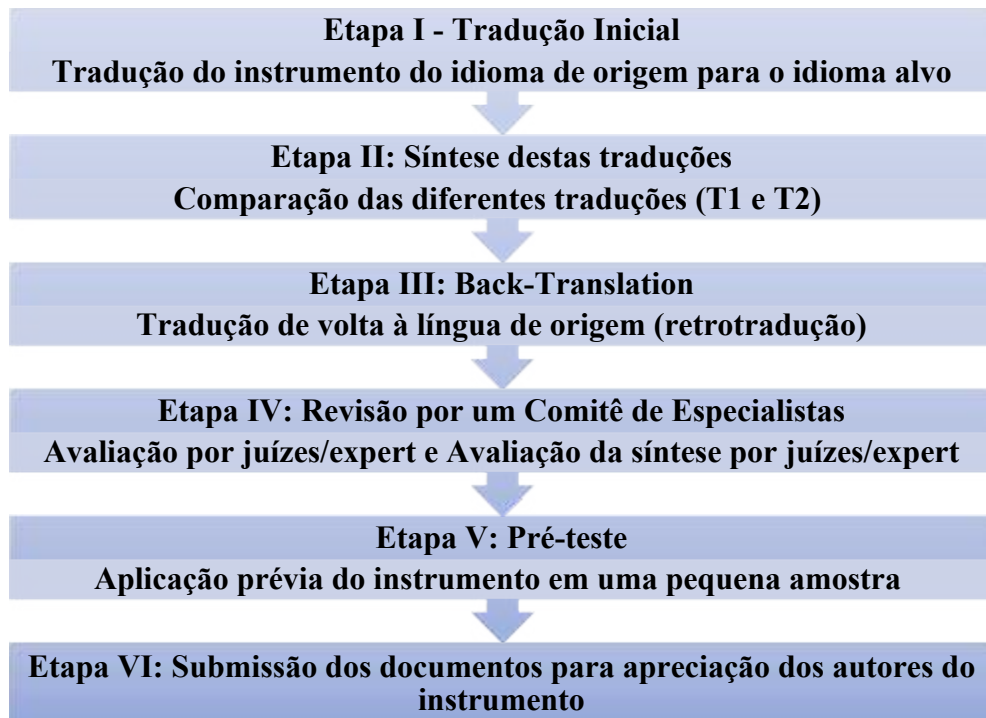 Etapa I - Tradução Inicial
Tradução do instrumento do idioma de origem para o idioma alvo
Etapa II: Síntese destas traduções
Comparação das diferentes traduções (T1 e T2)
Etapa III: Back-Translation
Tradução de volta à língua de origem (retrotradução)
Etapa IV: Revisão por um Comitê de Especialistas
Avaliação por juízes/expert e Avaliação da síntese por juízes/expert
Etapa V: Pré-teste
Aplicação prévia do instrumento em uma pequena amostra
Etapa VI: Submissão dos documentos para apreciação dos autores do
instrumento